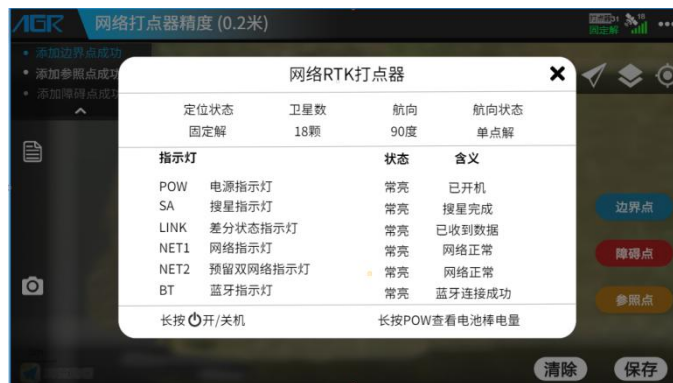 AGR 网络打点器精度 (0.2米)
固定解 18
添加边界点成功
添加参照点成功
添加障碍点成
网络RTK打点器
定位状态 卫星数 航向 航向状态
固定解 18颗 90度 单点解
指示灯 状态 含义
POW 电源指示灯 常亮 已开机
SA 搜星指示灯 常亮 搜星完成
LINK 差分状态指示灯 常亮 已收到数据
NET1 网络指示灯 常亮 网络正常
NET2 预留双网络指示灯 常亮 网络正常
BT 蓝牙指示灯 常亮 蓝牙连接成功
长按开/关机 长按POW查看电池棒电量
边界点
障碍点
参照点
清除 保存